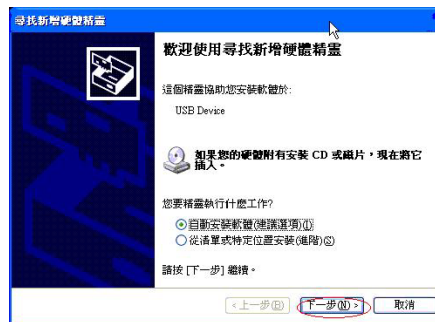 尋找新增硬體精靈
歡迎使用尋找新增硬體精靈
這個精靈協助您安裝軟體於:
USB Device
如果您的硬體附有安裝 CD 或磁片，現在將它
插入。
您要精靈執行什麼工作?
自動安裝軟體(建議選項)(I)
從清單或特定位置安裝(進階)(S)
請按 [下一步] 繼續。
<上一步(B) 下一步(N)> 取消